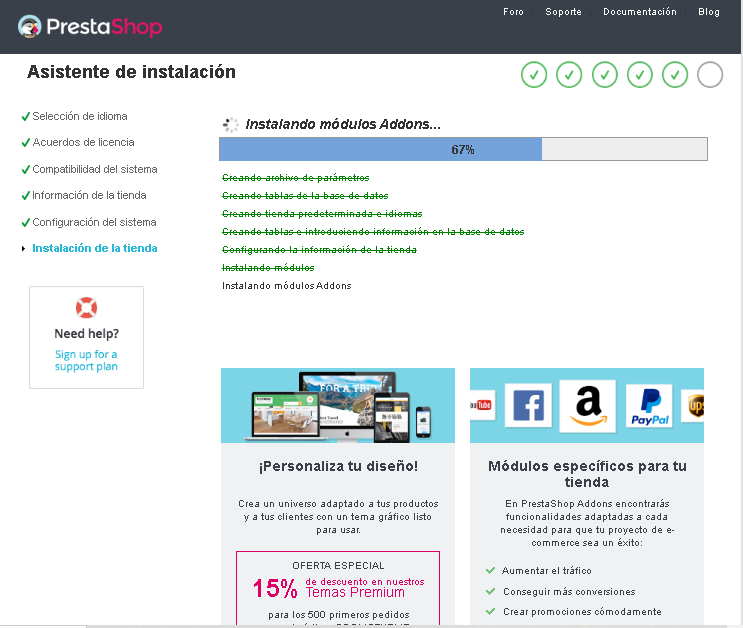 Foro Soporte Documentación Blog
PrestaShop
Asistente de instalación
Selección de idioma
Acuerdos de licencia
Compatibilidad del sistema
Información de la tienda
Configuración del sistema
Instalación de la tienda
Need help?
Sign up for a
support plan
Instalando módulos Addons...
67%
Creando archivo de parámetros
Creando tablas de la base de datos
Creando tienda predeterminada e idiomas
Creando tablas e introduciendo información en la base de datos
Configurando la información de la tienda
Instalando módulos
Instalando módulos Addons
FOR A TRI
¡Personaliza tu diseño!
Crea un universo adaptado a tus productos
y a tus clientes con un tema gráfico listo
para usar.
OFERTA ESPECIAL
15% de descuento en nuestros
Temas Premium
para los 500 primeros pedidos
Tube
a
PayPal
ups
Módulos específicos para tu
tienda
En PrestaShop Addons encontrarás
funcionalidades adaptadas a cada
necesidad para que tu proyecto de e-
commerce sea un éxito:
Aumentar el tráfico
Conseguir más conversiones
Crear promociones cómodamente